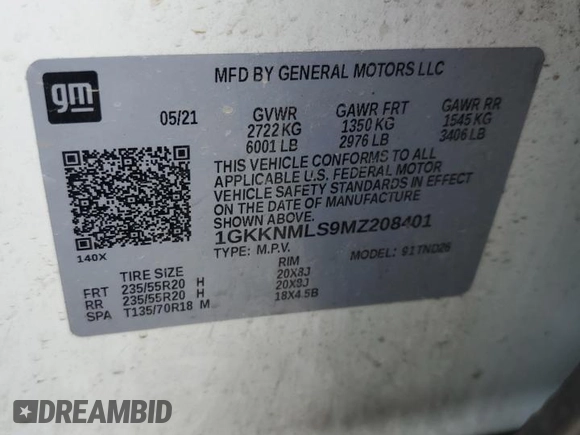 gm
MFD BY GENERAL MOTORS LLC
05/21 GVWR GAWR FRT GAWR RR
2722 KG 1350 KG 1545 KG
6001 LB 2976 LB 3406 LB
THIS VEHICLE CONFORMS TO ALL
APPLICABLE U.S. FEDERAL MOTOR
VEHICLE SAFETY STANDARDS IN EFFECT
ON THE DATE OF MANUFACTURE
SHOWN ABOVE.
1GKKNMLS9MZ208401
TYPE: M.P.V. MODEL: 91TND26
140X
TIRE SIZE RIM
FRT 235/55R20 H 20X8J
RR 235/55R20 H 20X8J
SPA T135/70R18 M 18X4.5B
DREAMBID